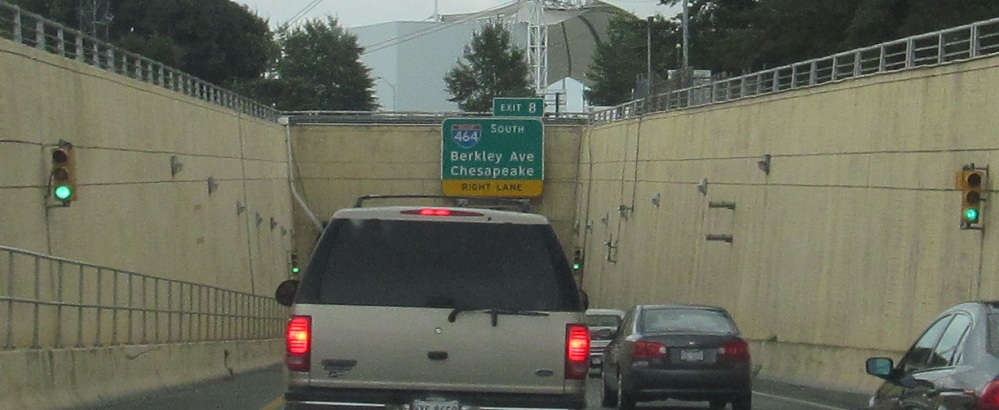 EXIT 8
464 SOUTH
Berkley Ave
Chesapeake
RIGHT LANE